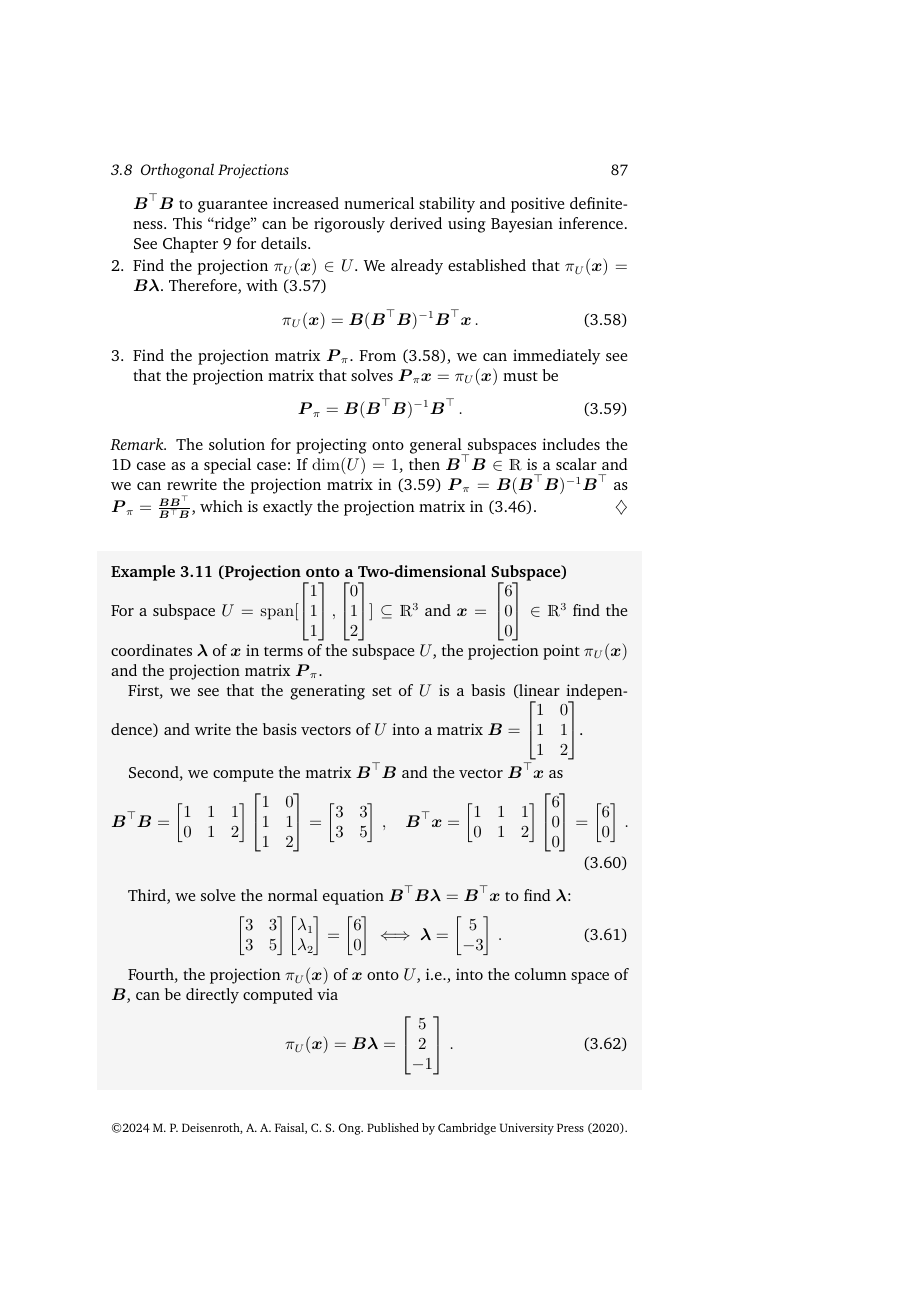 3.8 Orthogonal Projections 87
B⊤B to guarantee increased numerical stability and positive definite-
ness. This “ridge” can be rigorously derived using Bayesian inference.
See Chapter 9 for details.
2. Find the projection π_U(x) ∈ U. We already established that π_U(x) =
Bλ. Therefore, with (3.57)
π_U(x) = B(B⊤B)⁻¹B⊤x . (3.58)
3. Find the projection matrix P_π. From (3.58), we can immediately see
that the projection matrix that solves P_πx = π_U(x) must be
P_π = B(B⊤B)⁻¹B⊤ . (3.59)
Remark. The solution for projecting onto general subspaces includes the
1D case as a special case: If dim(U) = 1, then B⊤B ∈ ℝ is a scalar and
we can rewrite the projection matrix in (3.59) P_π = B(B⊤B)⁻¹B⊤ as
P_π = BB⊤/B⊤B, which is exactly the projection matrix in (3.46). ♢
Example 3.11 (Projection onto a Two-dimensional Subspace)
For a subspace U = span[[1; 1; 1], [0; 1; 2]] ⊆ ℝ³ and x = [6; 0; 0] ∈ ℝ³ find the
coordinates λ of x in terms of the subspace U, the projection point π_U(x)
and the projection matrix P_π.
First, we see that the generating set of U is a basis (linear indepen-
dence) and write the basis vectors of U into a matrix B = [1 0; 1 1; 1 2].
Second, we compute the matrix B⊤B and the vector B⊤x as
B⊤B = [1 1 1; 0 1 2] [1 0; 1 1; 1 2] = [3 3; 3 5] , B⊤x = [1 1 1; 0 1 2] [6; 0; 0] = [6; 0] .
(3.60)
Third, we solve the normal equation B⊤Bλ = B⊤x to find λ:
[3 3; 3 5] [λ₁; λ₂] = [6; 0] ⟺ λ = [5; −3] . (3.61)
Fourth, the projection π_U(x) of x onto U, i.e., into the column space of
B, can be directly computed via
π_U(x) = Bλ = [5; 2; −1] . (3.62)
©2024 M. P. Deisenroth, A. A. Faisal, C. S. Ong. Published by Cambridge University Press (2020).